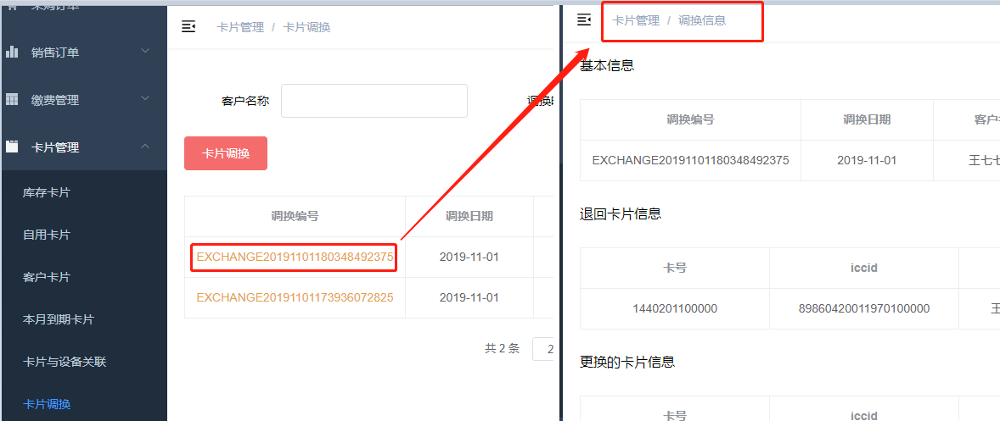 采购订单
销售订单
缴费管理
卡片管理
库存卡片
自用卡片
客户卡片
本月到期卡片
卡片与设备关联
卡片调换
卡片管理 / 卡片调换
客户名称
卡片调换
调换编号 调换日期
EXCHANGE20191101180348492375 2019-11-01
EXCHANGE20191101173936072825 2019-11-01
共 2 条 2
卡片管理 / 调换信息
基本信息
调换编号 调换日期 客户
EXCHANGE20191101180348492375 2019-11-01 王七七
退回卡片信息
卡号 iccid
1440201100000 89860420011970100000 王
更换的卡片信息
卡号 iccid